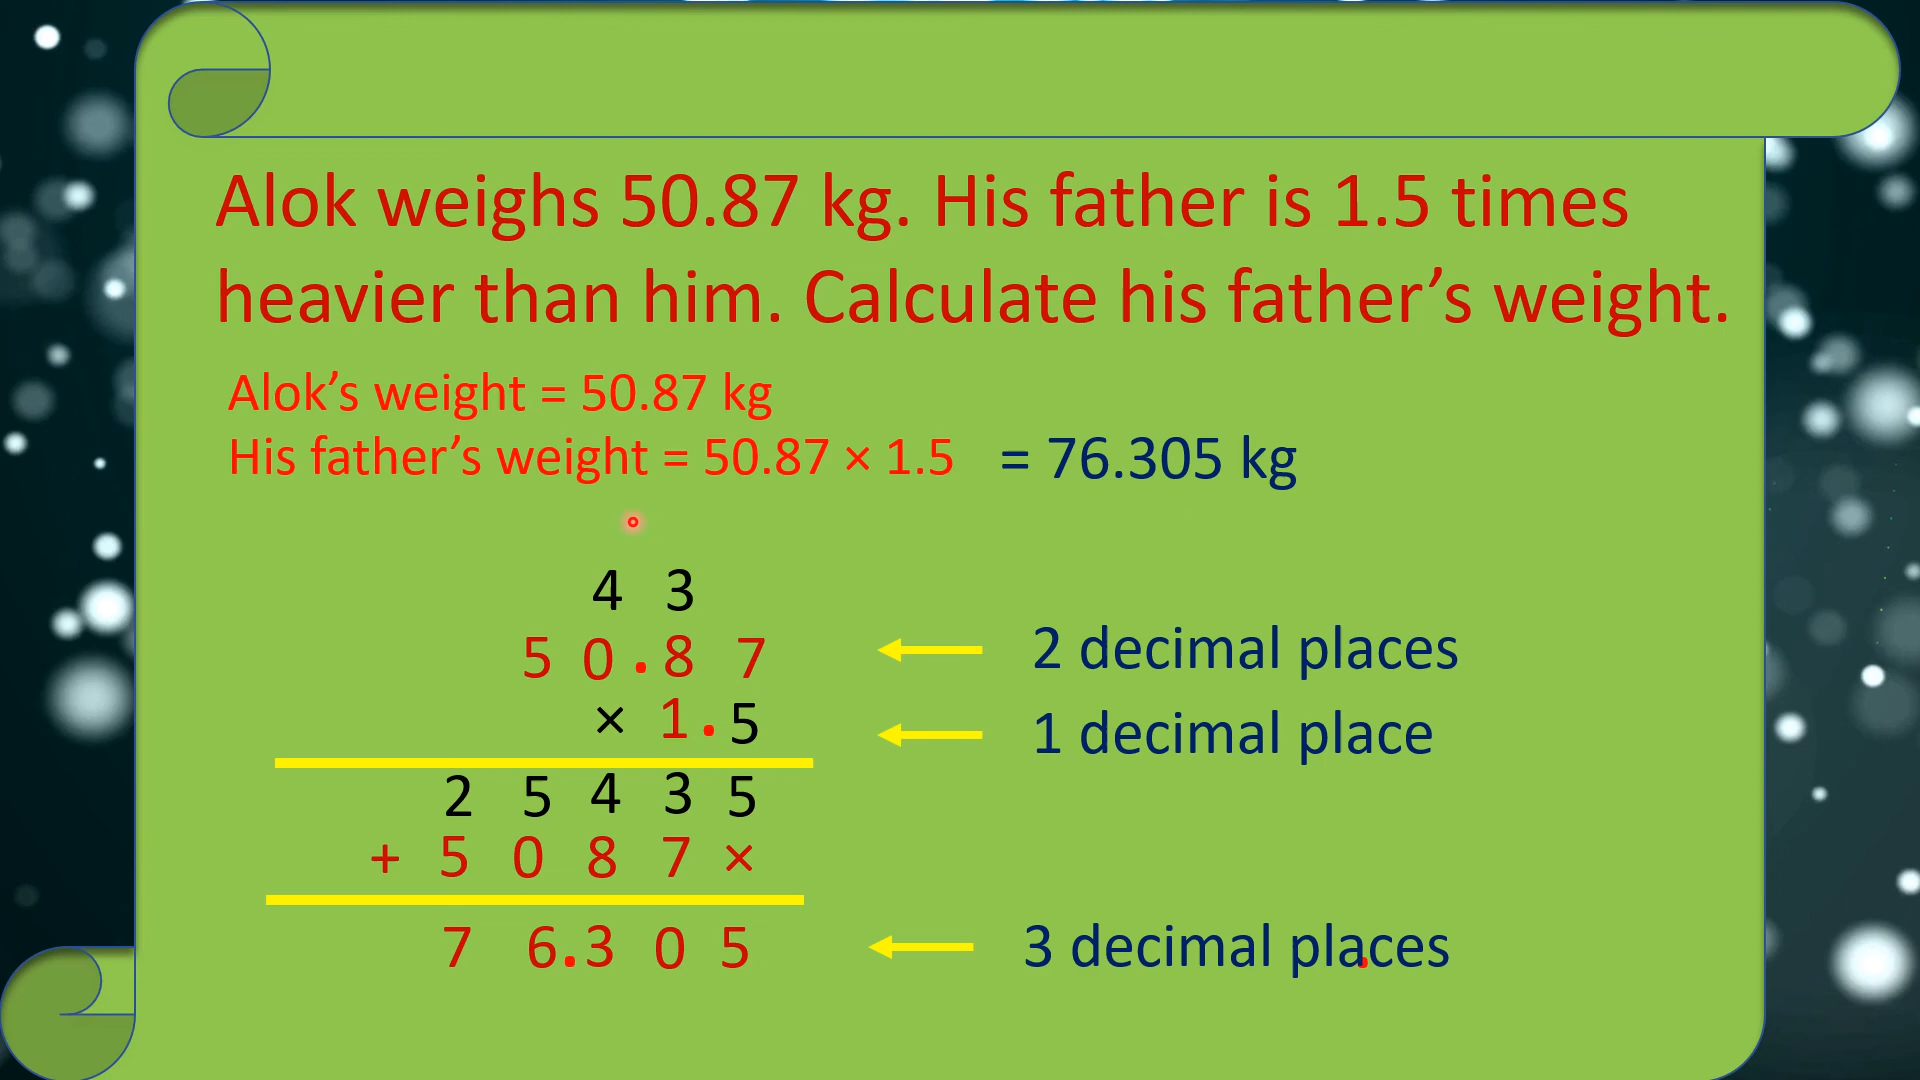 Alok weighs 50.87 kg. His father is 1.5 times
heavier than him. Calculate his father’s weight.
Alok’s weight = 50.87 kg
His father’s weight = 50.87 × 1.5 = 76.305 kg
4 3
5 0 . 8 7 2 decimal places
× 1 . 5 1 decimal place
2 5 4 3 5
+ 5 0 8 7 ×
7 6 . 3 0 5 3 decimal places